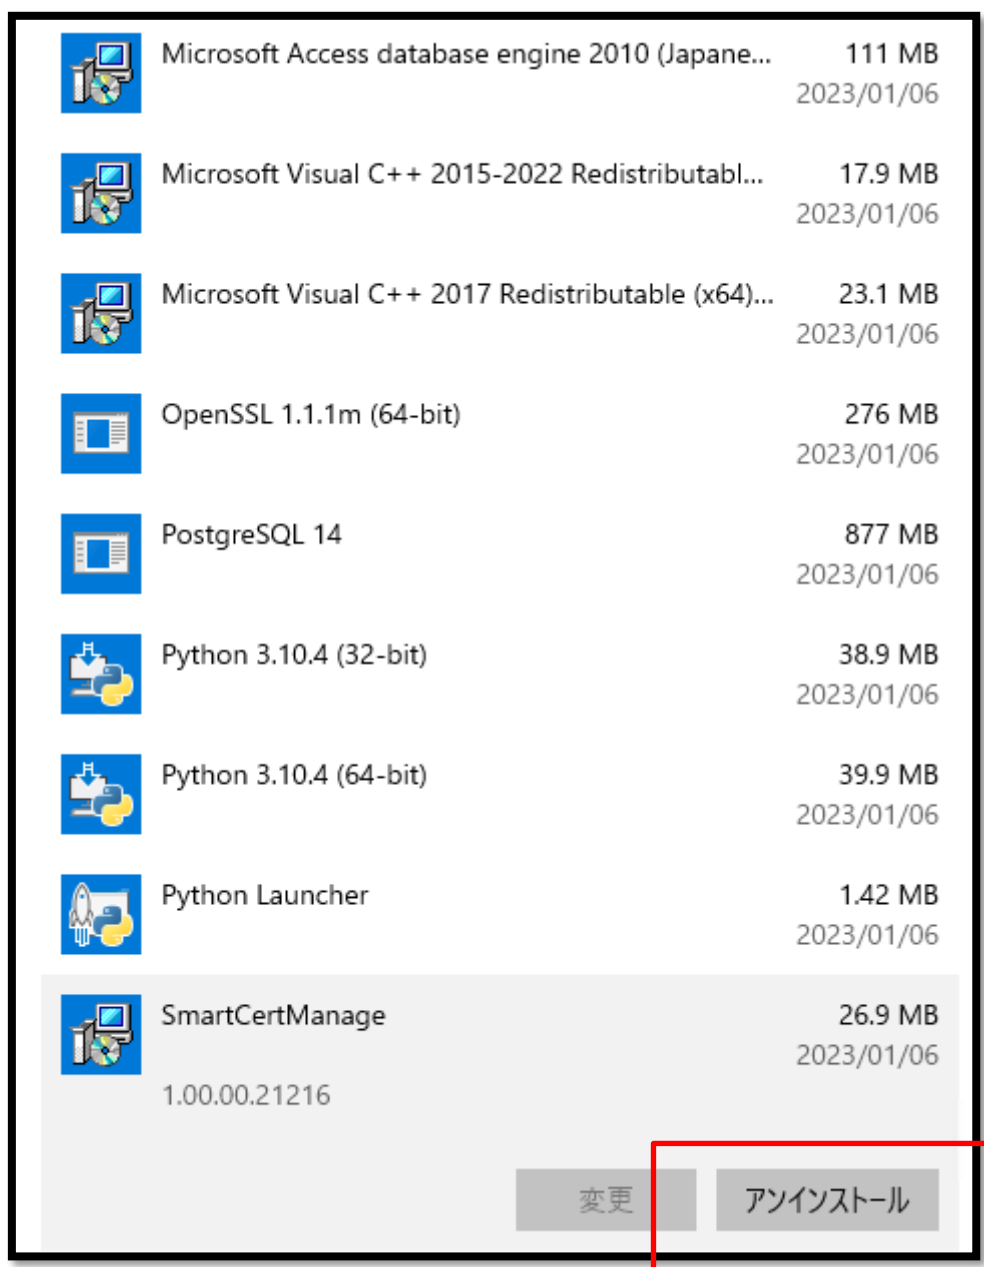 Microsoft Access database engine 2010 (Japane... 111 MB
2023/01/06
Microsoft Visual C++ 2015-2022 Redistributabl... 17.9 MB
2023/01/06
Microsoft Visual C++ 2017 Redistributable (x64)... 23.1 MB
2023/01/06
OpenSSL 1.1.1m (64-bit) 276 MB
2023/01/06
PostgreSQL 14 877 MB
2023/01/06
Python 3.10.4 (32-bit) 38.9 MB
2023/01/06
Python 3.10.4 (64-bit) 39.9 MB
2023/01/06
Python Launcher 1.42 MB
2023/01/06
SmartCertManage 26.9 MB
2023/01/06
1.00.00.21216
変更 アンインストール